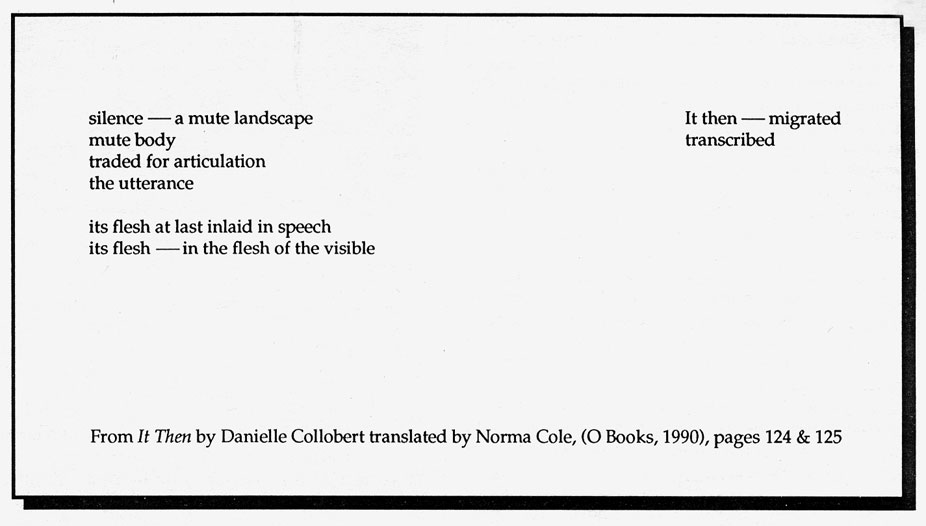 silence — a mute landscape
mute body
traded for articulation
the utterance
its flesh at last inlaid in speech
its flesh — in the flesh of the visible
It then — migrated
transcribed
From It Then by Danielle Collobert translated by Norma Cole, (O Books, 1990), pages 124 & 125